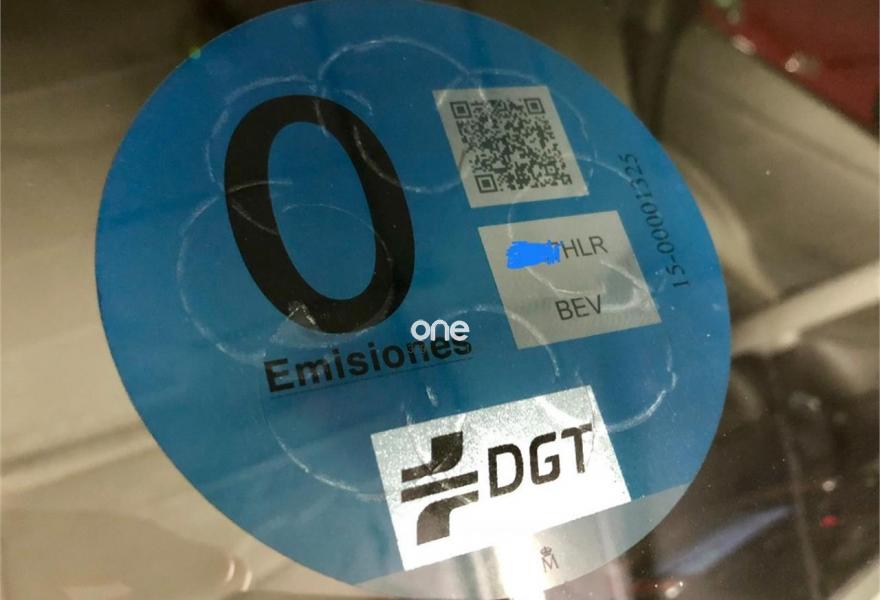 0
Emisiones
HLR
BEV
15-00001325
one
DGT
M